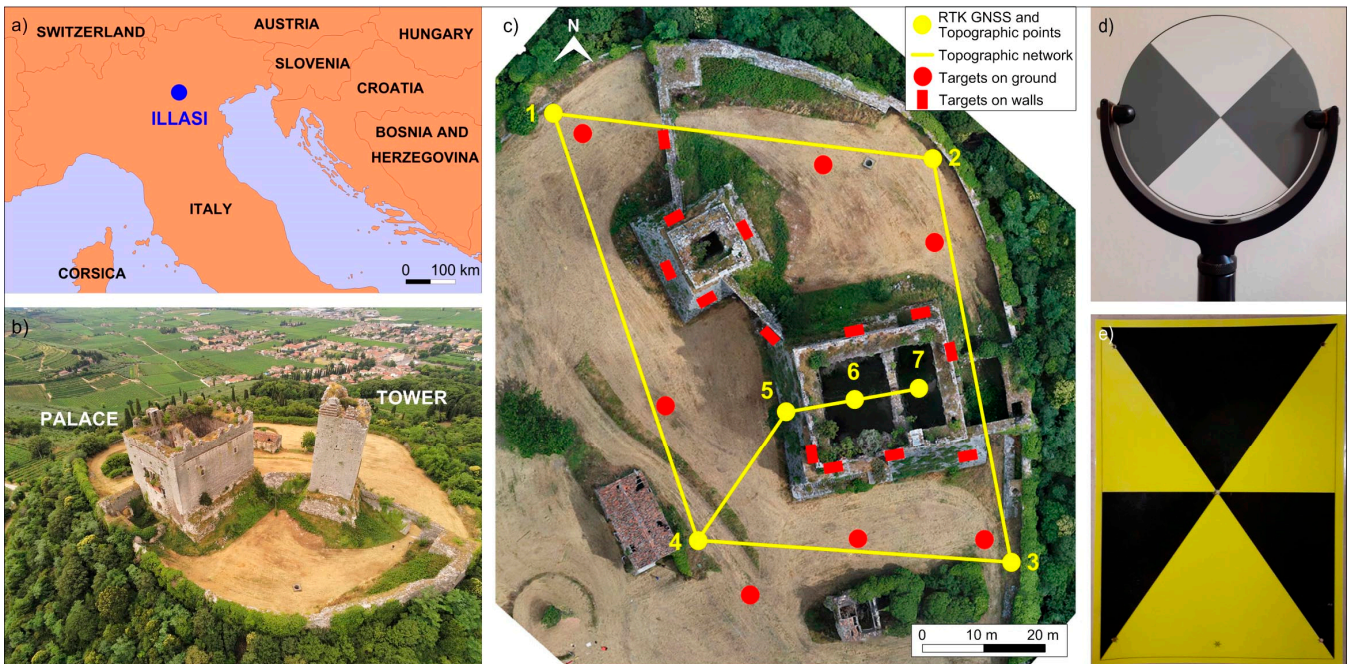 a)
SWITZERLAND
AUSTRIA
HUNGARY
SLOVENIA
CROATIA
ILLASI
BOSNIA AND
HERZEGOVINA
ITALY
CORSICA
0 100 km
b)
PALACE
TOWER
c)
N
RTK GNSS and
Topographic points
Topographic network
Targets on ground
Targets on walls
1
2
5
6
7
4
3
0 10 m 20 m
d)
e)